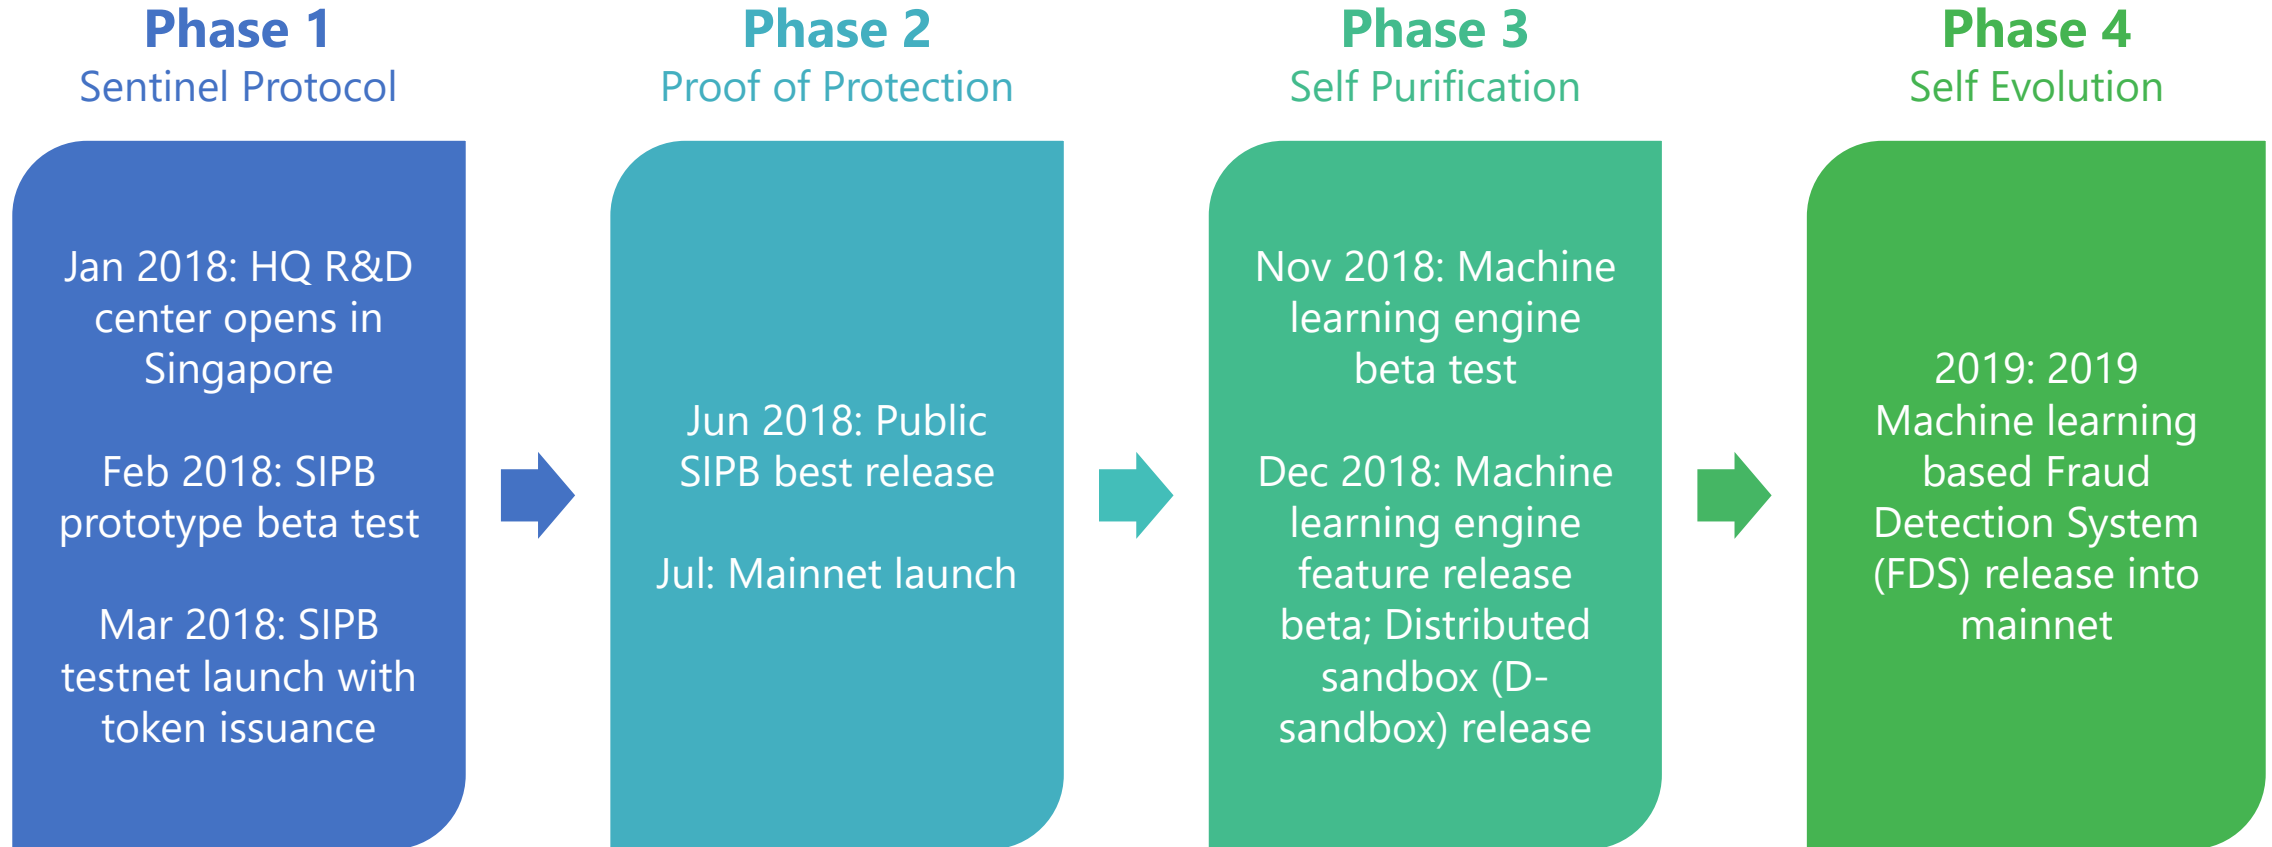 Phase 1
Sentinel Protocol
Jan 2018: HQ R&D
center opens in
Singapore
Feb 2018: SIPB
prototype beta test
Mar 2018: SIPB
testnet launch with
token issuance
Phase 2
Proof of Protection
Jun 2018: Public
SIPB best release
Jul: Mainnet launch
Phase 3
Self Purification
Nov 2018: Machine
learning engine
beta test
Dec 2018: Machine
learning engine
feature release
beta; Distributed
sandbox (D-
sandbox) release
Phase 4
Self Evolution
2019: 2019
Machine learning
based Fraud
Detection System
(FDS) release into
mainnet